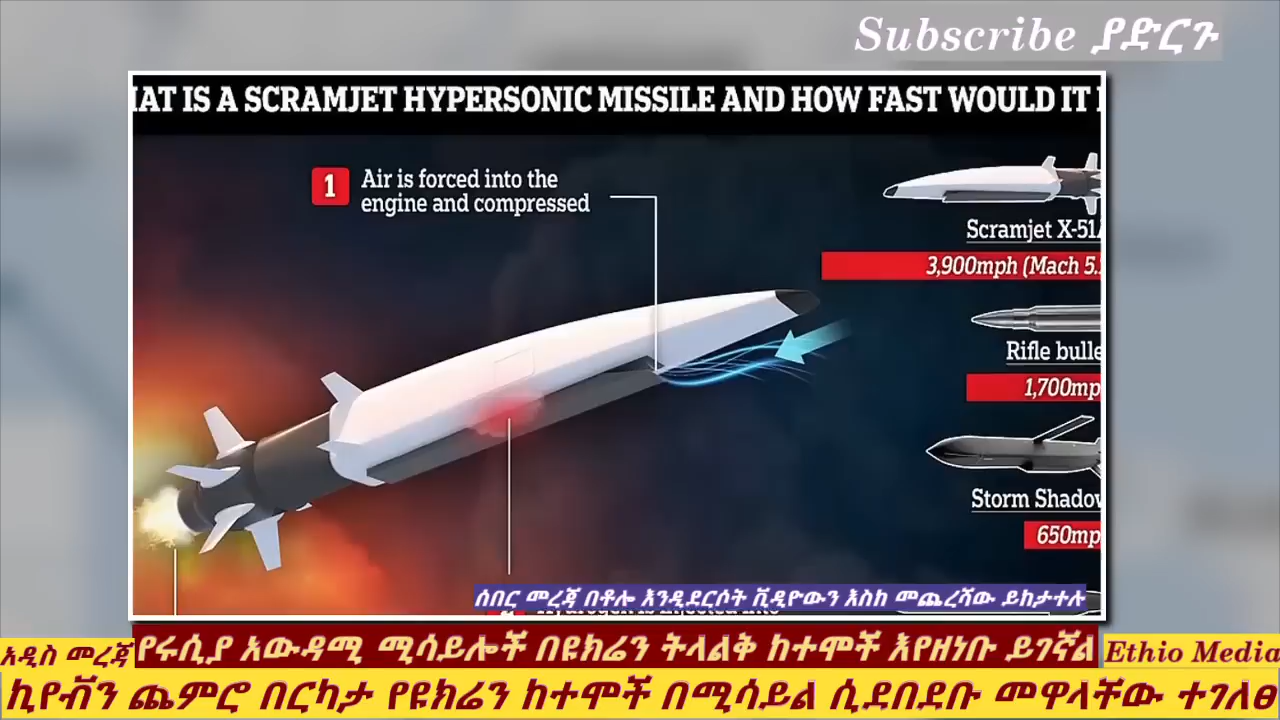 Subscribe ያድርጉ
IAT IS A SCRAMJET HYPERSONIC MISSILE AND HOW FAST WOULD IT
1 Air is forced into the
engine and compressed
Scramjet X-51
3,900mph (Mach 5.
Rifle bulle
1,700mp
Storm Shadow
650mp
ሰበር መረጃ በቶሎ እንዲደርሶት ቪዲዮውን እስከ መጨረሻው ይከታተሉ
አዲስ መረጃ
የሩሲያ አውዳሚ ሚሳይሎች በዩክሬን ትላልቅ ከተሞች እየዘነቡ ይገኛል
Ethio Media
ኪየቭን ጨምሮ በርካታ የዩክሬን ከተሞች በሚሳይል ሲደበደቡ መዋላቸው ተገለፀ